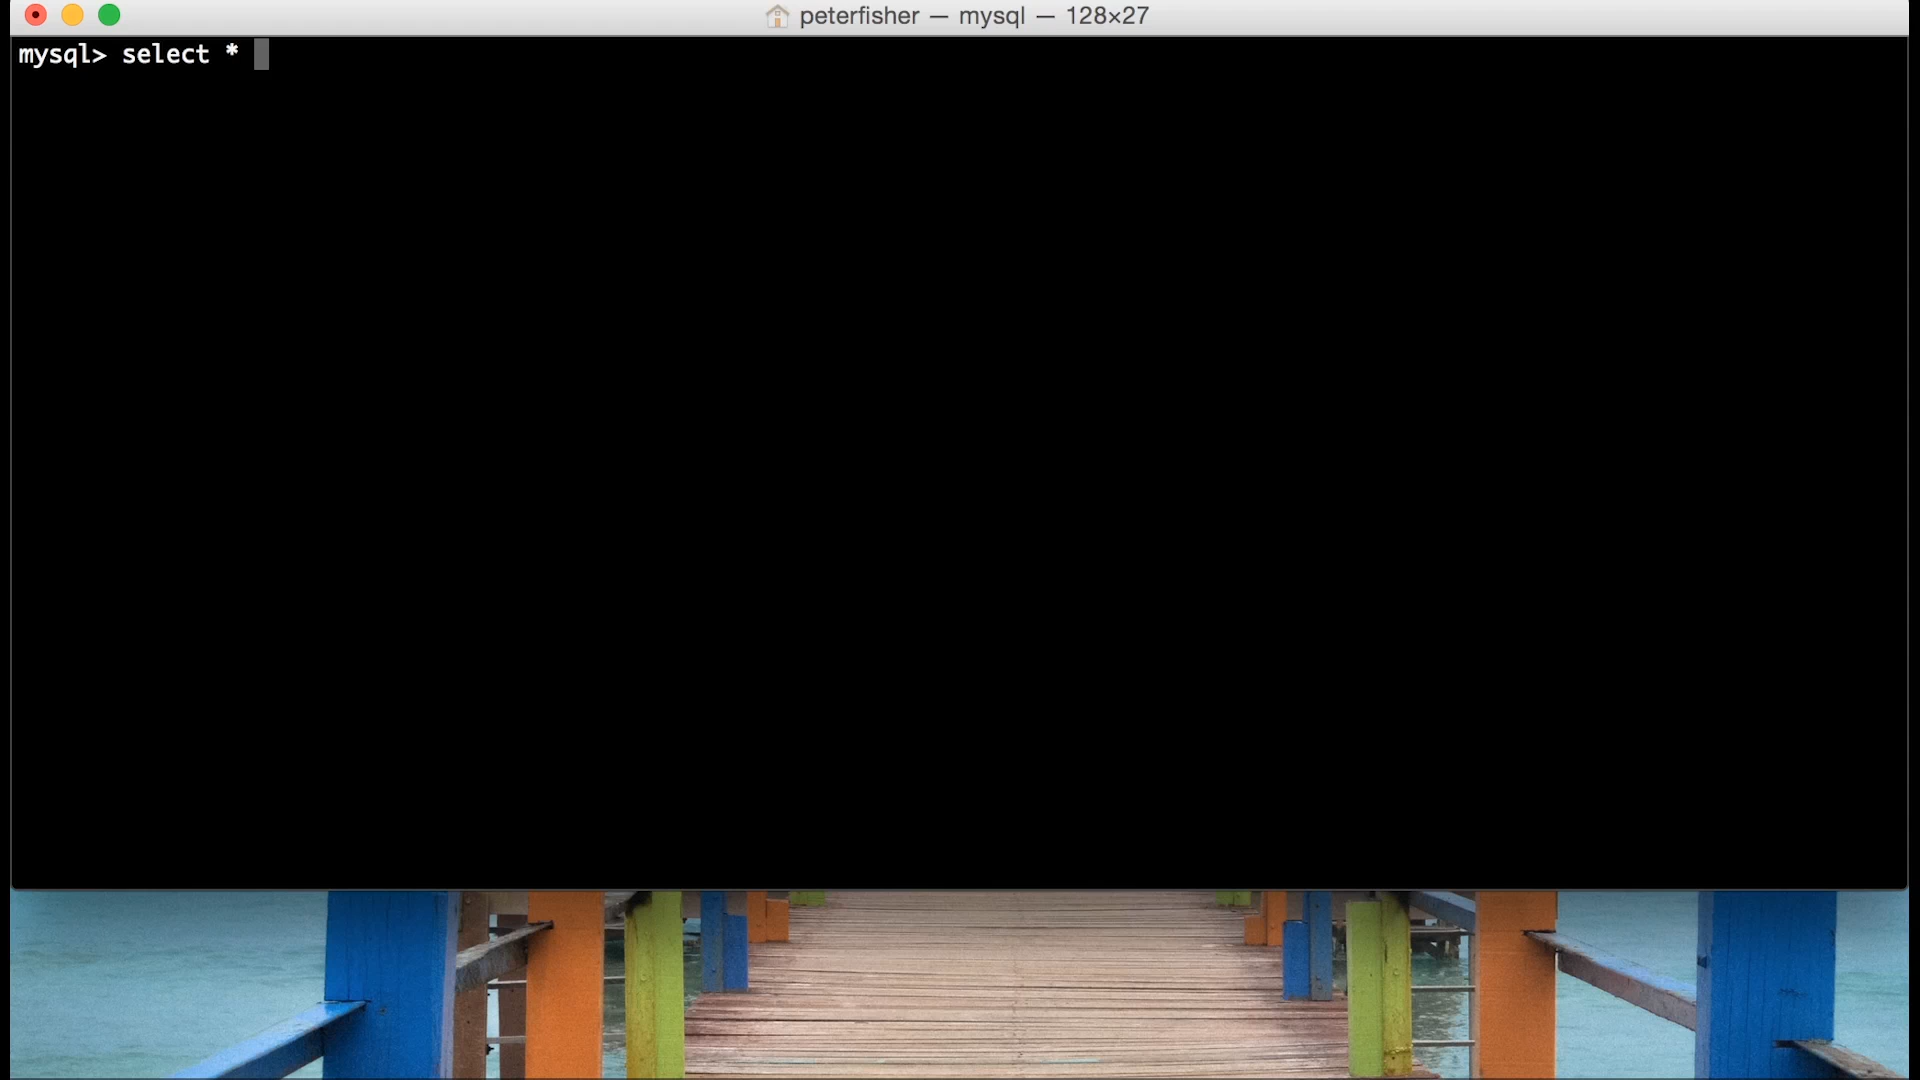 peterfisher — mysql — 128×27
mysql> select *